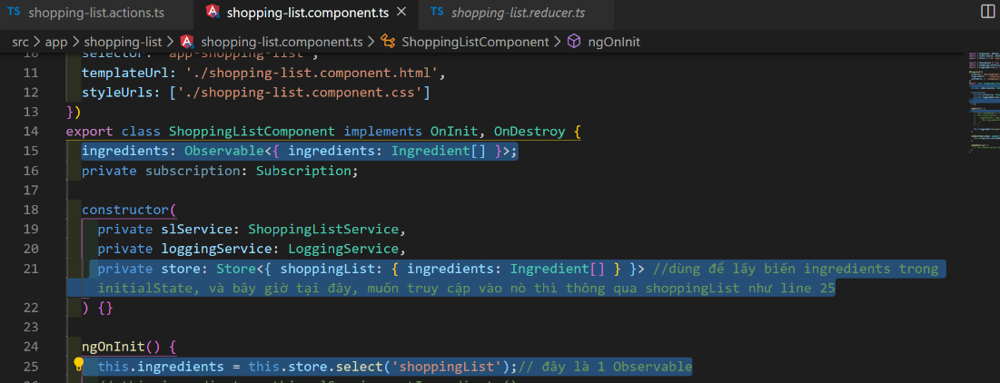 TS shopping-list.actions.ts shopping-list.component.ts TS shopping-list.reducer.ts
src > app > shopping-list > shopping-list.component.ts > ShoppingListComponent > ngOnInit
10 selector: 'app-shopping-list',
11 templateUrl: './shopping-list.component.html',
12 styleUrls: ['./shopping-list.component.css']
13 })
14 export class ShoppingListComponent implements OnInit, OnDestroy {
15 ingredients: Observable<{ ingredients: Ingredient[] }>;
16 private subscription: Subscription;
17
18 constructor(
19 private slService: ShoppingListService,
20 private loggingService: LoggingService,
21 private store: Store<{ shoppingList: { ingredients: Ingredient[] } }> //dùng để lấy biến ingredients trong
initialState, và bây giờ tại đây, muốn truy cập vào nò thì thông qua shoppingList như line 25
22 ) {}
23
24 ngOnInit() {
25 this.ingredients = this.store.select('shoppingList');// đây là 1 Observable